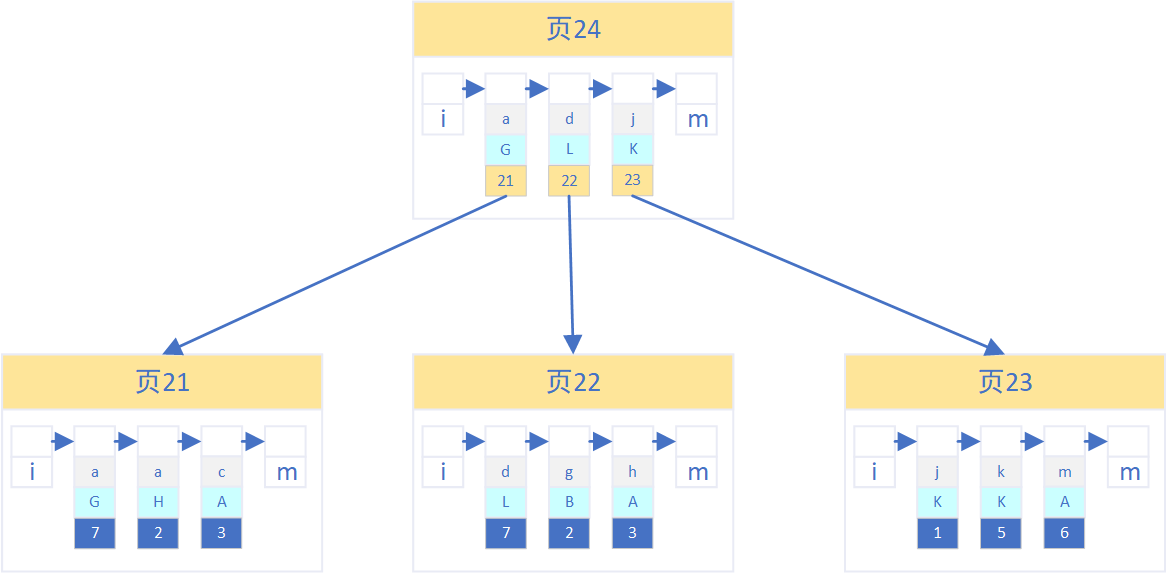 页24
i a d j m
G L K
21 22 23
页21 页22 页23
i a a c m i d g h m i j k m m
G H A L B A K K A
7 2 3 7 2 3 1 5 6